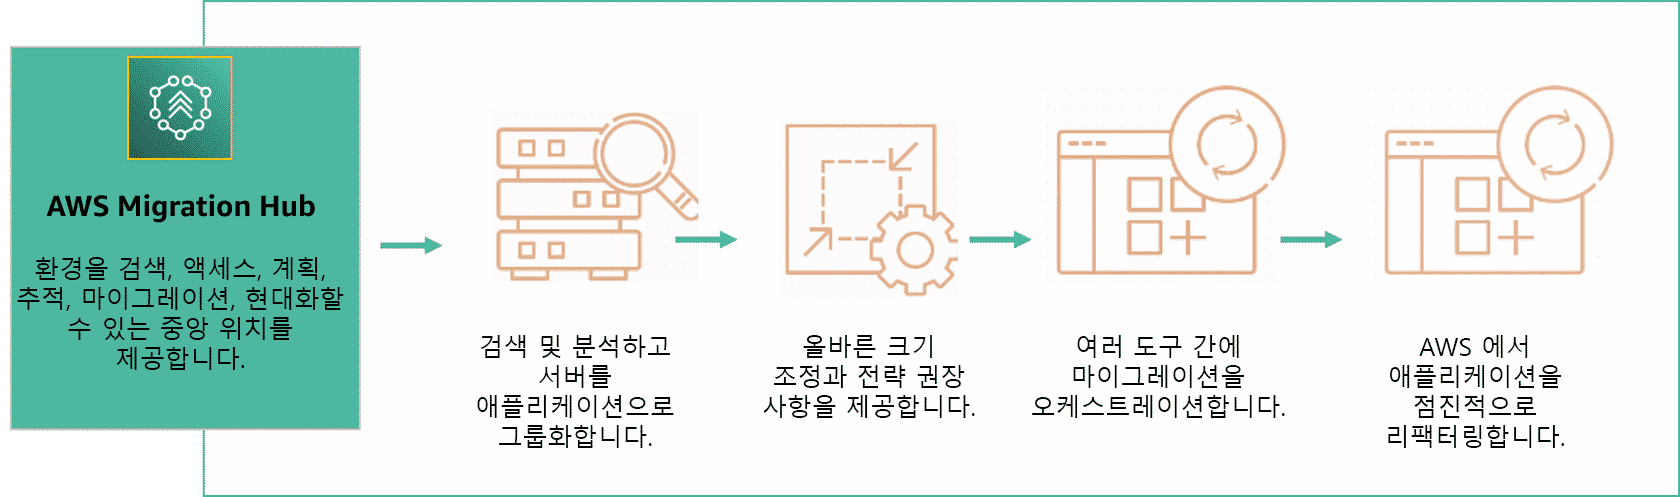 AWS Migration Hub
환경을 검색, 액세스, 계획,
추적, 마이그레이션, 현대화할
수 있는 중앙 위치를
제공합니다.
검색 및 분석하고
서버를
애플리케이션으로
그룹화합니다.
올바른 크기
조정과 전략 권장
사항을 제공합니다.
여러 도구 간에
마이그레이션을
오케스트레이션합니다.
AWS 에서
애플리케이션을
점진적으로
리팩터링합니다.